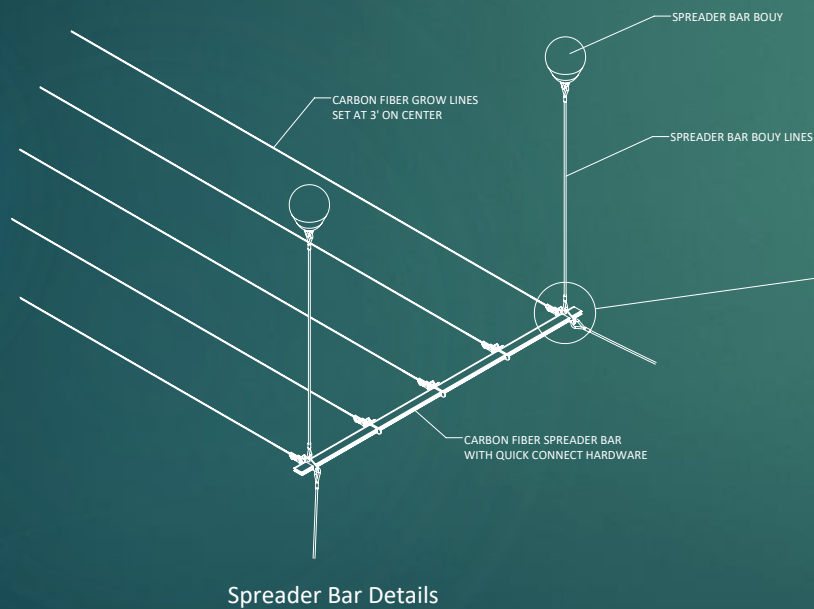 SPREADER BAR BOUY
CARBON FIBER GROW LINES
SET AT 3' ON CENTER
SPREADER BAR BOUY LINES
CARBON FIBER SPREADER BAR
WITH QUICK CONNECT HARDWARE
Spreader Bar Details